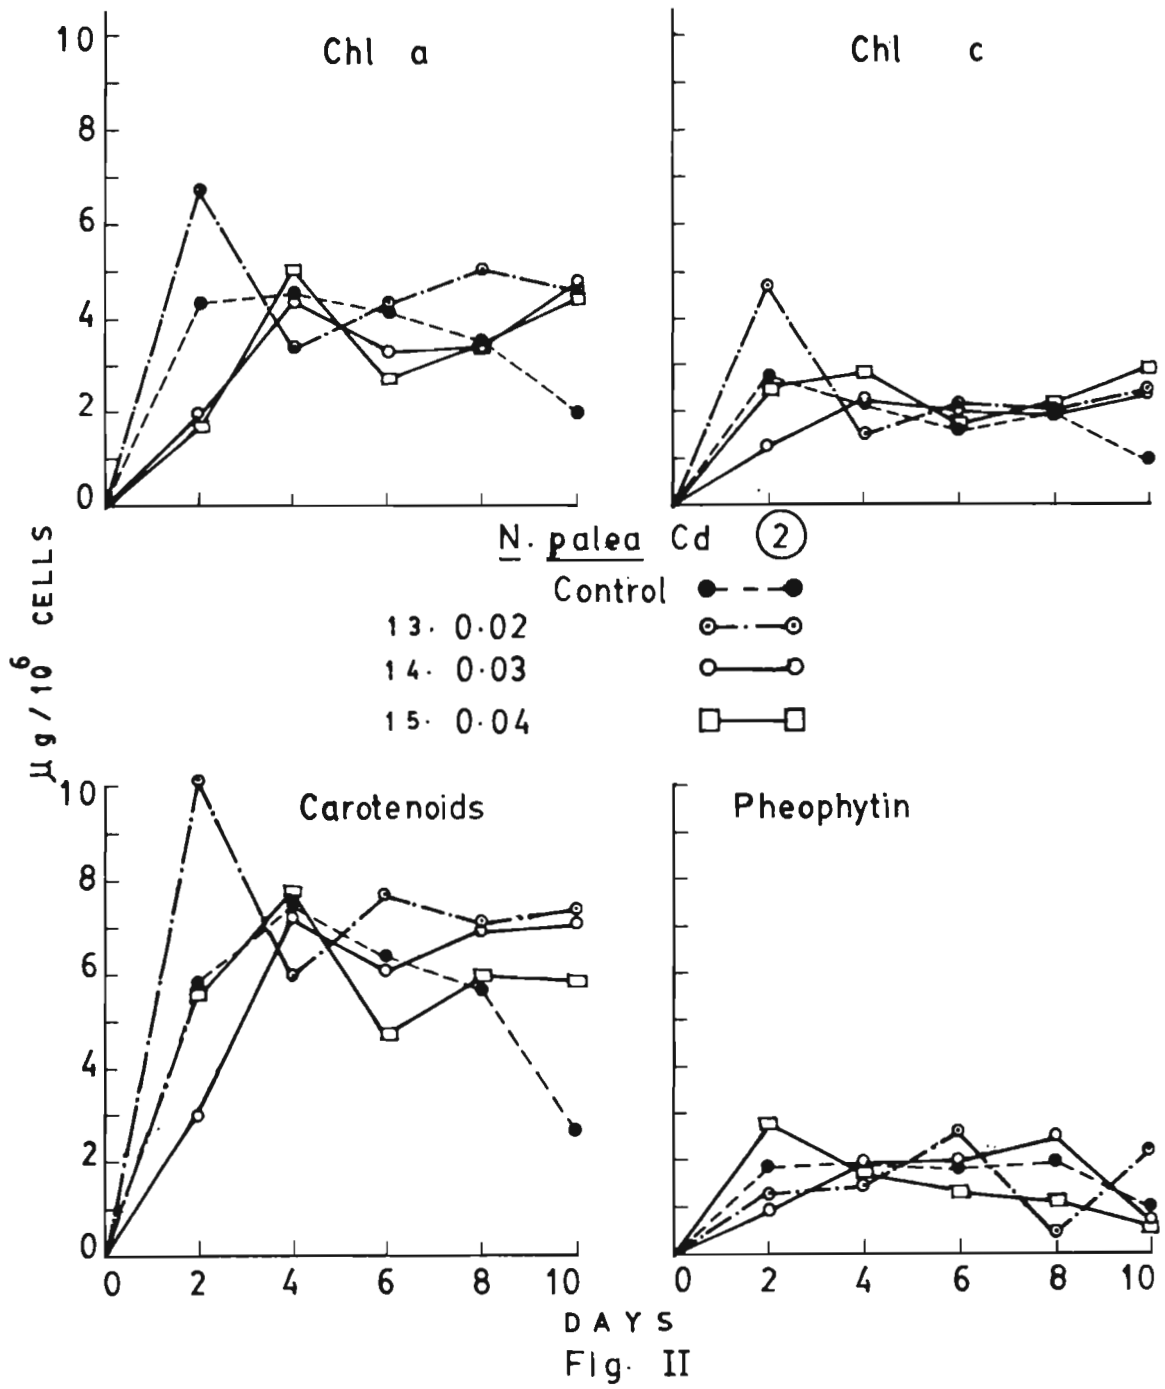 Chl a
10
8
6
4
2
0
Chl c
N. palea Cd 2
Control
13. 0.02
14. 0.03
15. 0.04
µg/10⁶ CELLS
Carotenoids
10
8
6
4
2
0
0 2 4 6 8 10
Pheophytin
0 2 4 6 8 10
DAYS
Fig. II